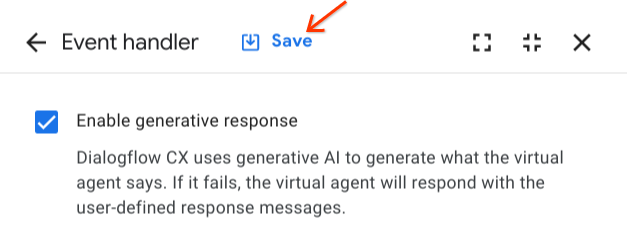 Event handler Save
Enable generative response
Dialogflow CX uses generative AI to generate what the virtual
agent says. If it fails, the virtual agent will respond with the
user-defined response messages.